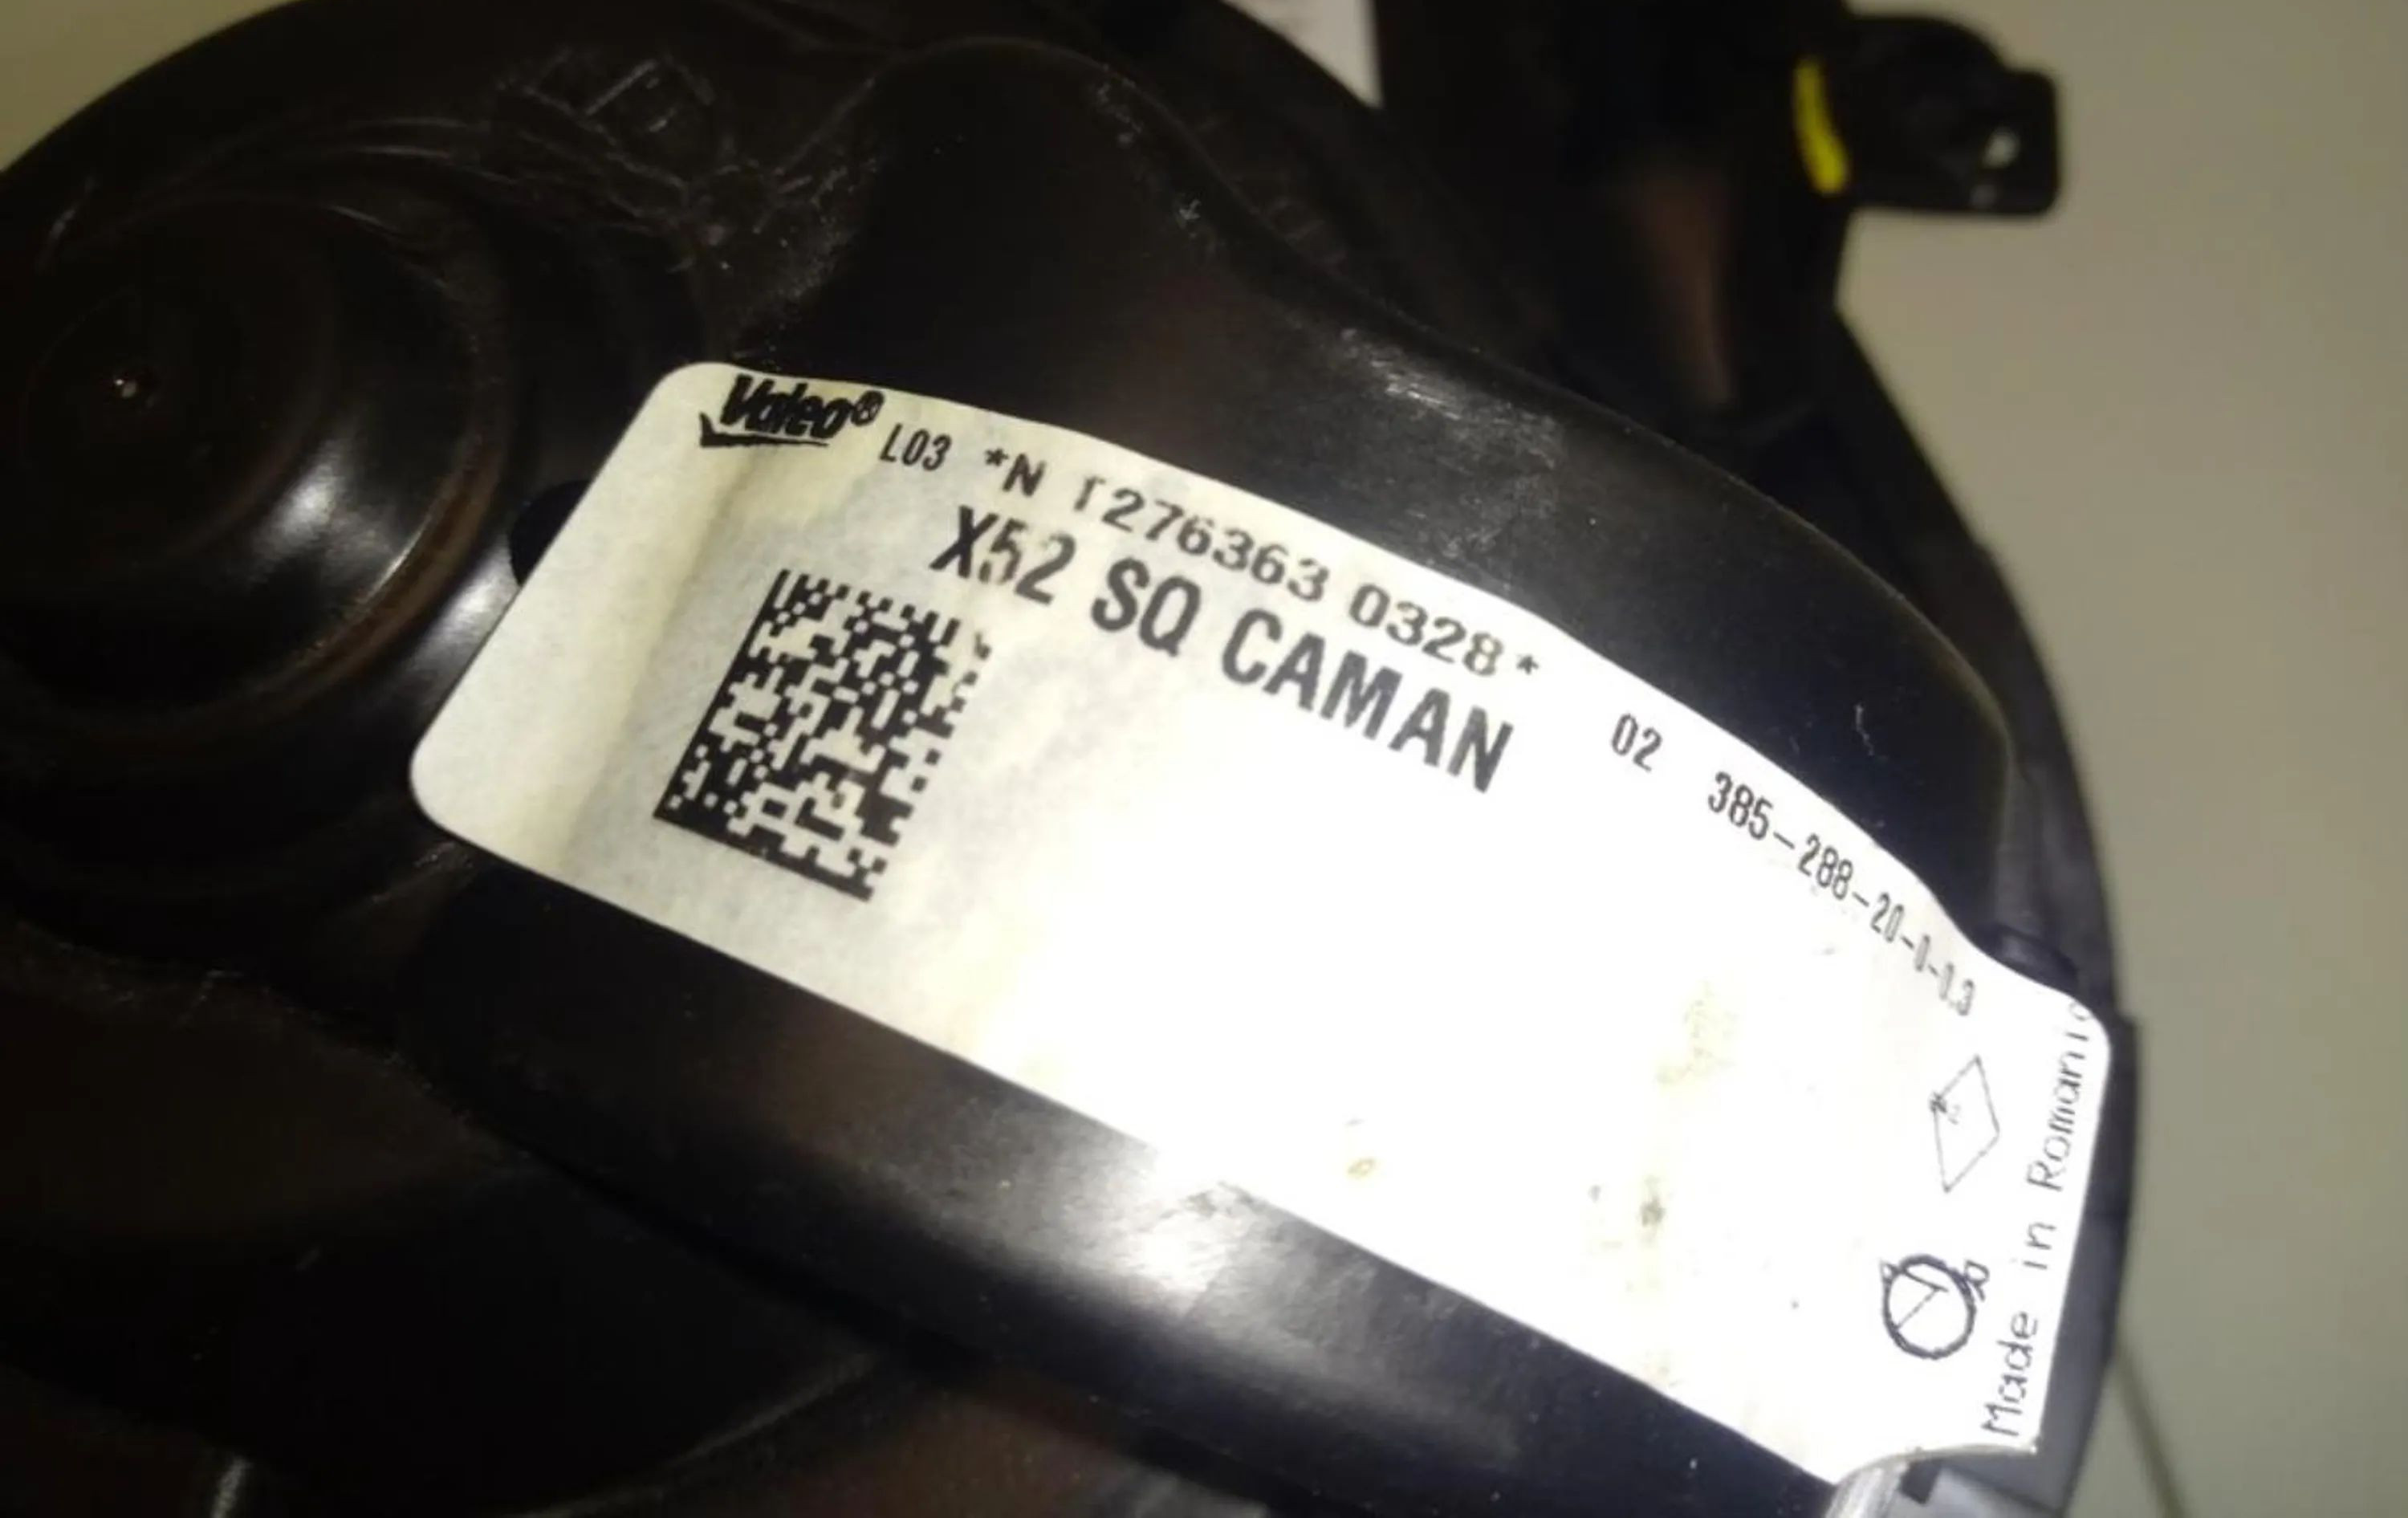 Valeo® L03 *N T276363 0328* 02 385-288-20-0-0.3
X52 SQ CAMAN
Made in Romania